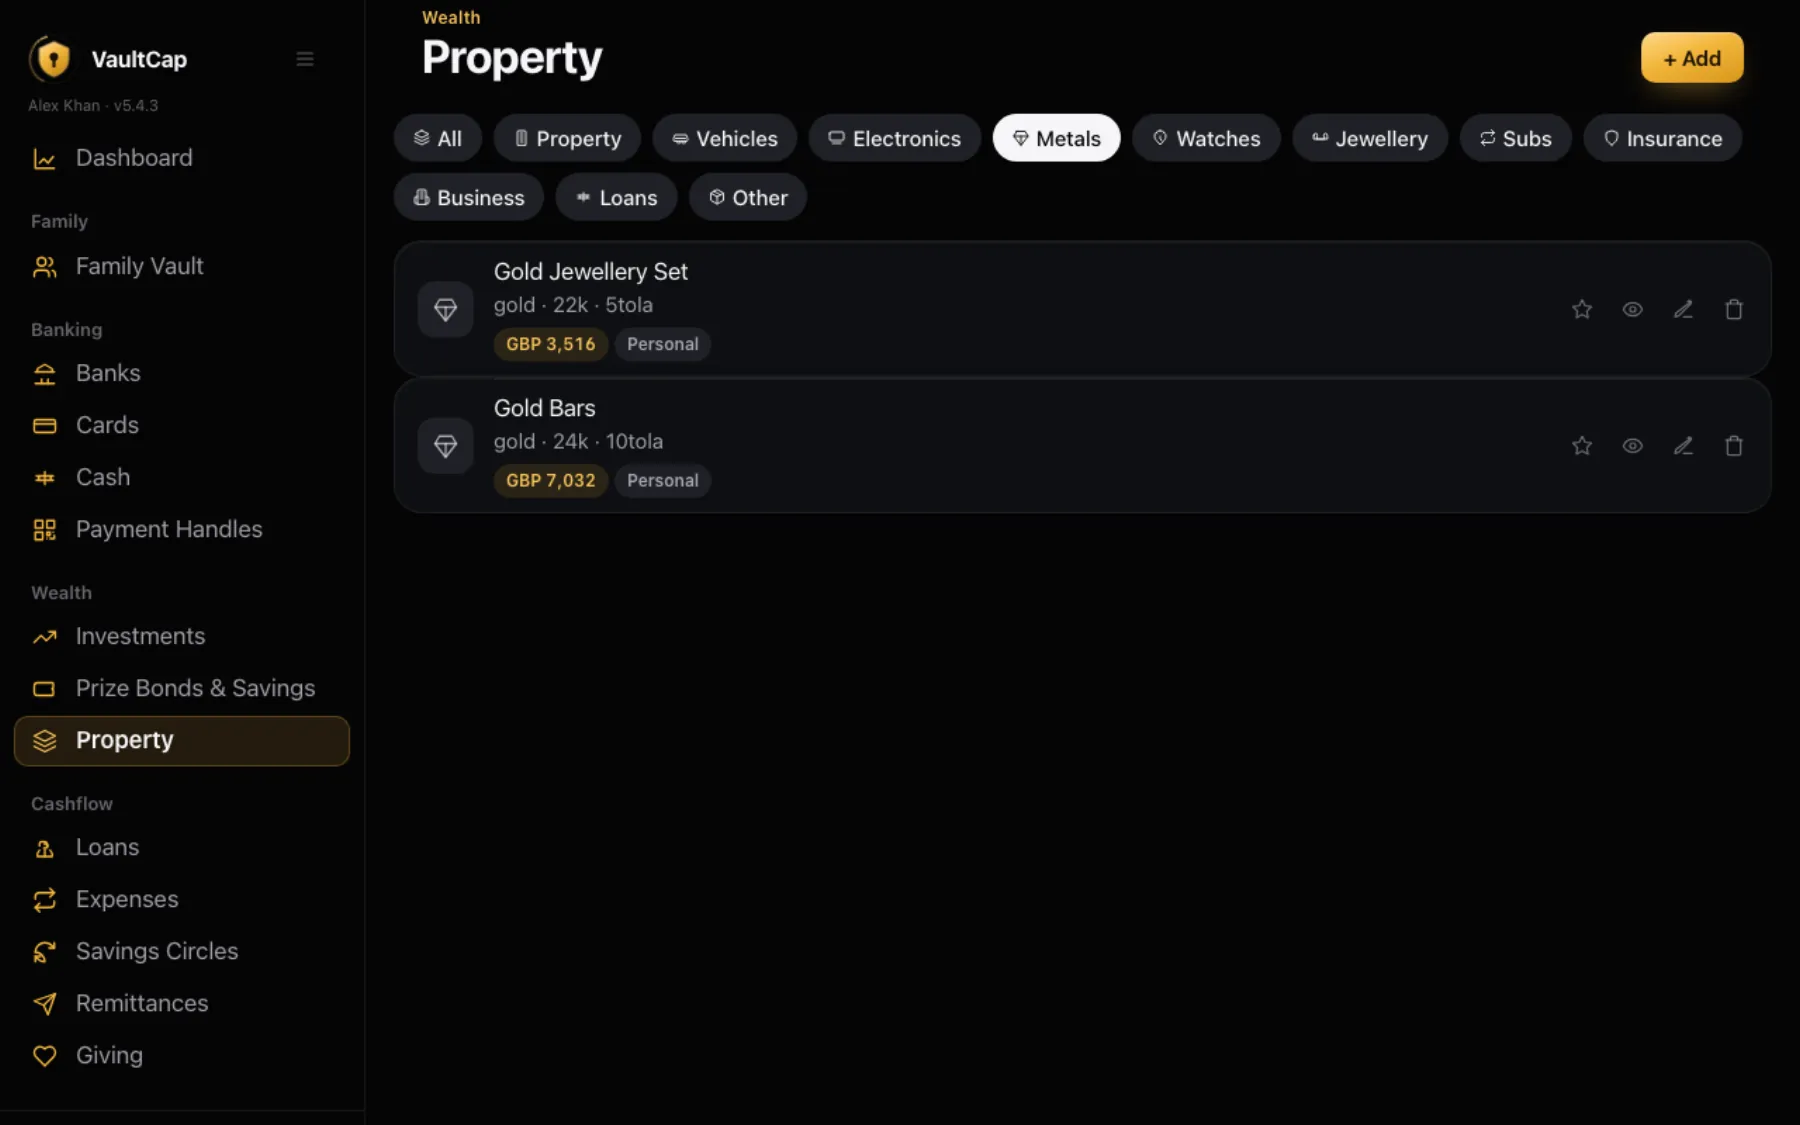 VaultCap
Alex Khan · v5.4.3
Dashboard
Family
Family Vault
Banking
Banks
Cards
Cash
Payment Handles
Wealth
Investments
Prize Bonds & Savings
Property
Cashflow
Loans
Expenses
Savings Circles
Remittances
Giving
Wealth
Property
+ Add
All
Property
Vehicles
Electronics
Metals
Watches
Jewellery
Subs
Insurance
Business
Loans
Other
Gold Jewellery Set
gold · 22k · 5tola
GBP 3,516
Personal
Gold Bars
gold · 24k · 10tola
GBP 7,032
Personal